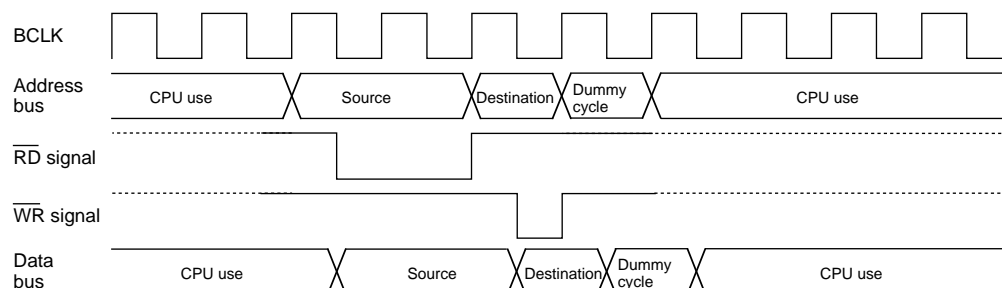 BCLK
Address
bus
CPU use
Source
Destination
Dummy
cycle
CPU use
RD signal
WR signal
Data
bus
CPU use
Source
Destination
Dummy
cycle
CPU use